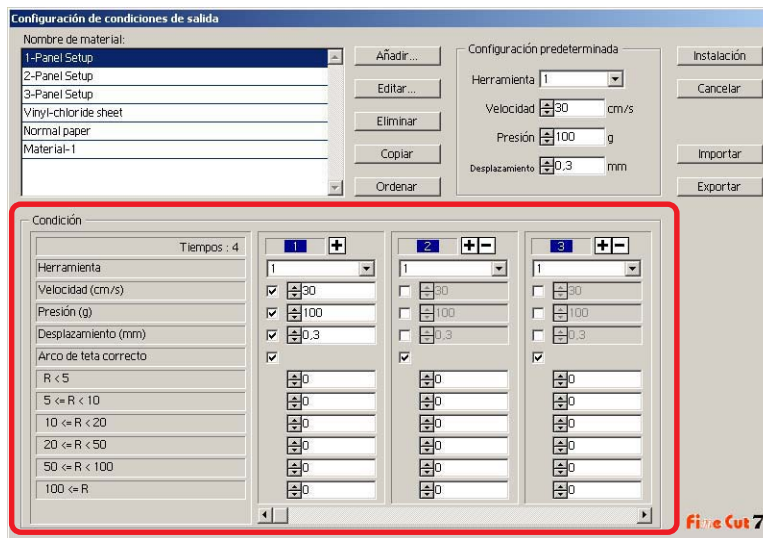 Configuración de condiciones de salida
Nombre de material:
1-Panel Setup
2-Panel Setup
3-Panel Setup
Vinyl-chloride sheet
Normal paper
Material-1
Añadir...
Editar...
Eliminar
Copiar
Ordenar
Configuración predeterminada
Herramienta 1
Velocidad 30 cm/s
Presión 100 g
Desplazamiento 0,3 mm
Instalación
Cancelar
Importar
Exportar
Condición
Tiempos : 4 1 + 2 + - 3 + -
Herramienta 1 1 1
Velocidad (cm/s) 30 30 30
Presión (g) 100 100 100
Desplazamiento (mm) 0,3 0,3 0,3
Arco de teta correcto
R < 5 0 0 0
5 <= R < 10 0 0 0
10 <= R < 20 0 0 0
20 <= R < 50 0 0 0
50 <= R < 100 0 0 0
100 <= R 0 0 0
Fine Cut 7